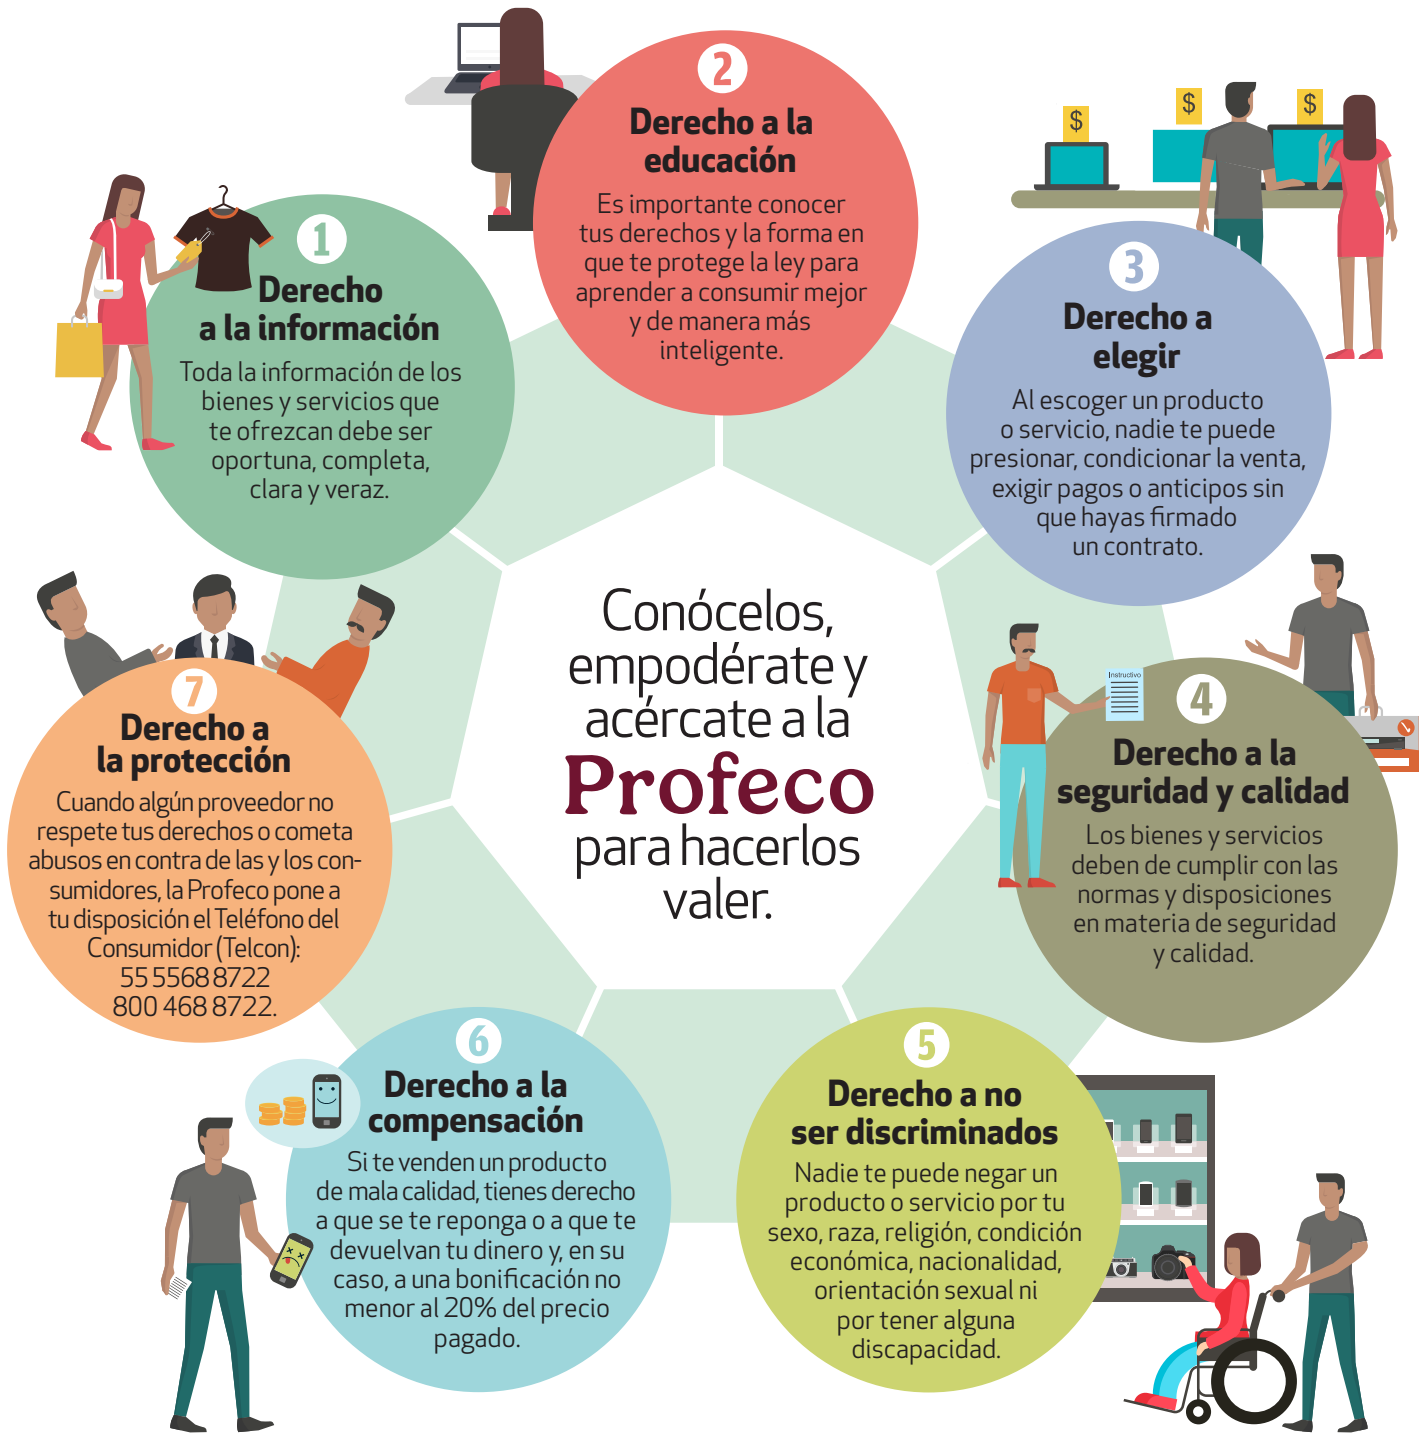 1
Derecho
a la información
Toda la información de los
bienes y servicios que
te ofrezcan debe ser
oportuna, completa,
clara y veraz.
2
Derecho a la
educación
Es importante conocer
tus derechos y la forma en
que te protege la ley para
aprender a consumir mejor
y de manera más
inteligente.
$
$
$
3
Derecho a
elegir
Al escoger un producto
o servicio, nadie te puede
presionar, condicionar la venta,
exigir pagos o anticipos sin
que hayas firmado
un contrato.
Instructivo
4
Derecho a la
seguridad y calidad
Los bienes y servicios
deben de cumplir con las
normas y disposiciones
en materia de seguridad
y calidad.
5
Derecho a no
ser discriminados
Nadie te puede negar un
producto o servicio por tu
sexo, raza, religión, condición
económica, nacionalidad,
orientación sexual ni
por tener alguna
discapacidad.
6
Derecho a la
compensación
Si te venden un producto
de mala calidad, tienes derecho
a que se te reponga o a que te
devuelvan tu dinero y, en su
caso, a una bonificación no
menor al 20% del precio
pagado.
7
Derecho a
la protección
Cuando algún proveedor no
respete tus derechos o cometa
abusos en contra de las y los con-
sumidores, la Profeco pone a
tu disposición el Teléfono del
Consumidor (Telcon):
55 5568 8722
800 468 8722.
Conócelos,
empodérate y
acércate a la
Profeco
para hacerlos
valer.